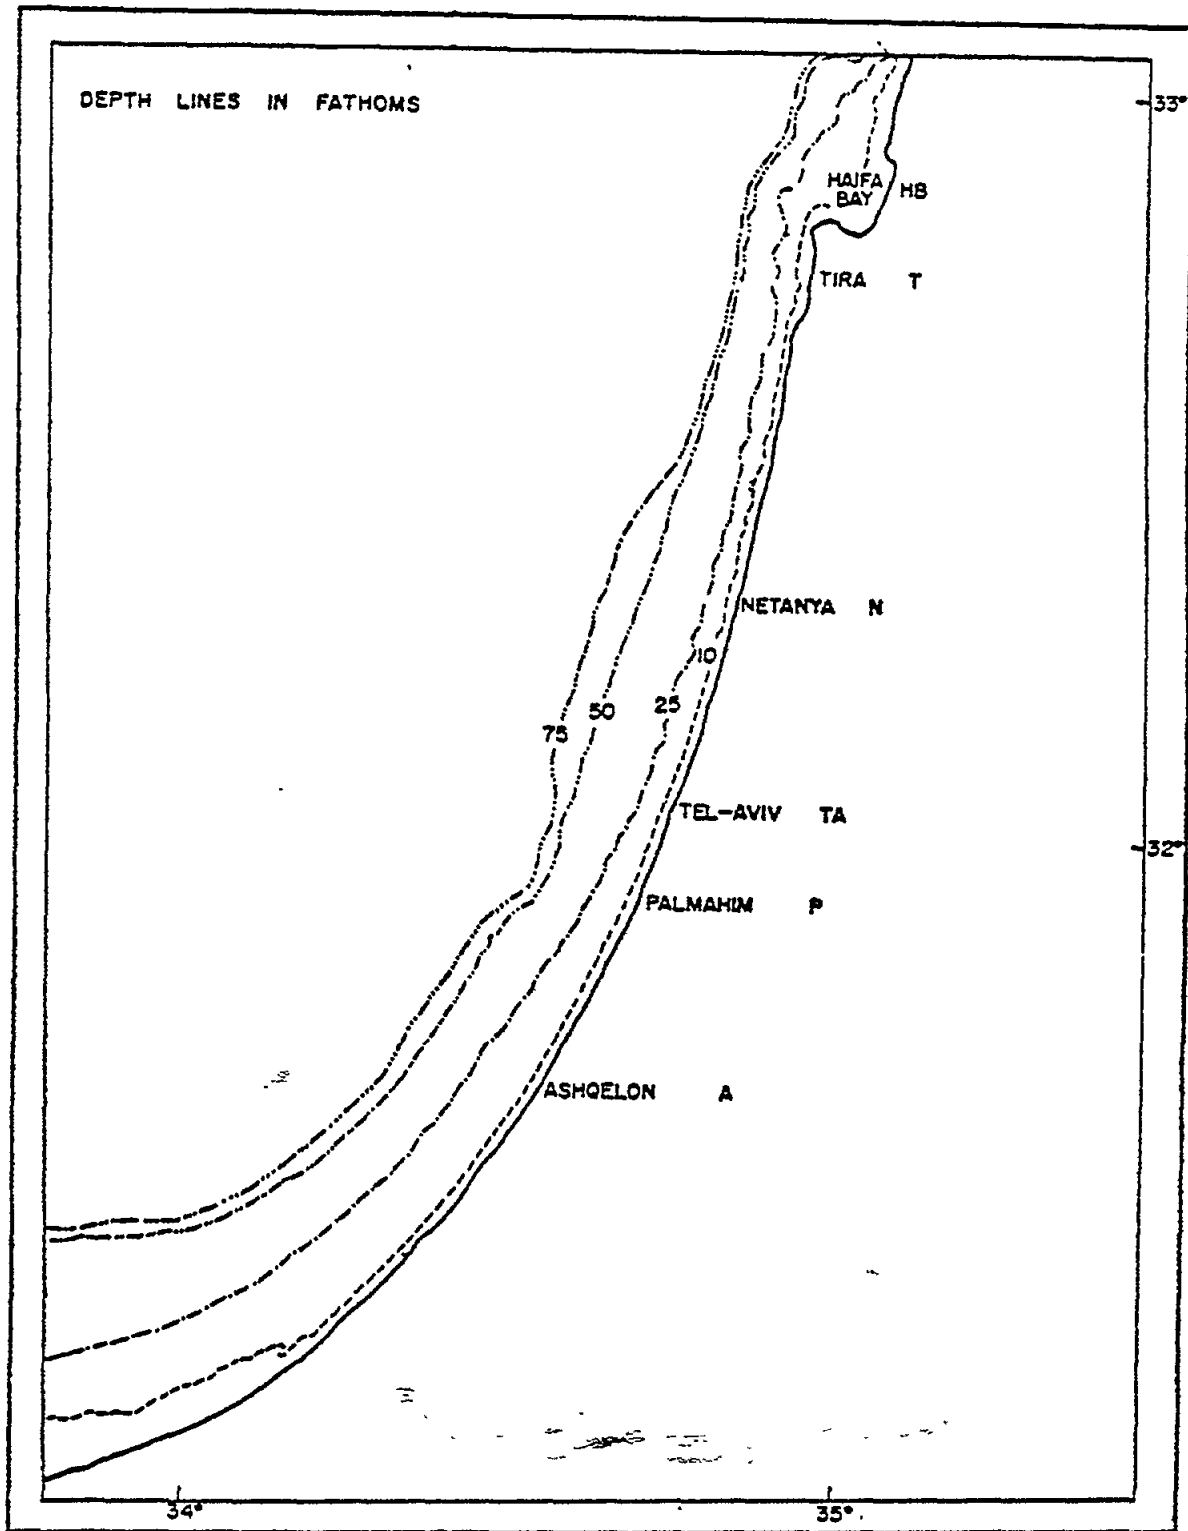 DEPTH LINES IN FATHOMS
33°
HAIFA
BAY
HB
TIRA T
NETANYA N
10
25
50
75
TEL-AVIV TA
32°
PALMAHIM P
ASHQELON A
34°
35°